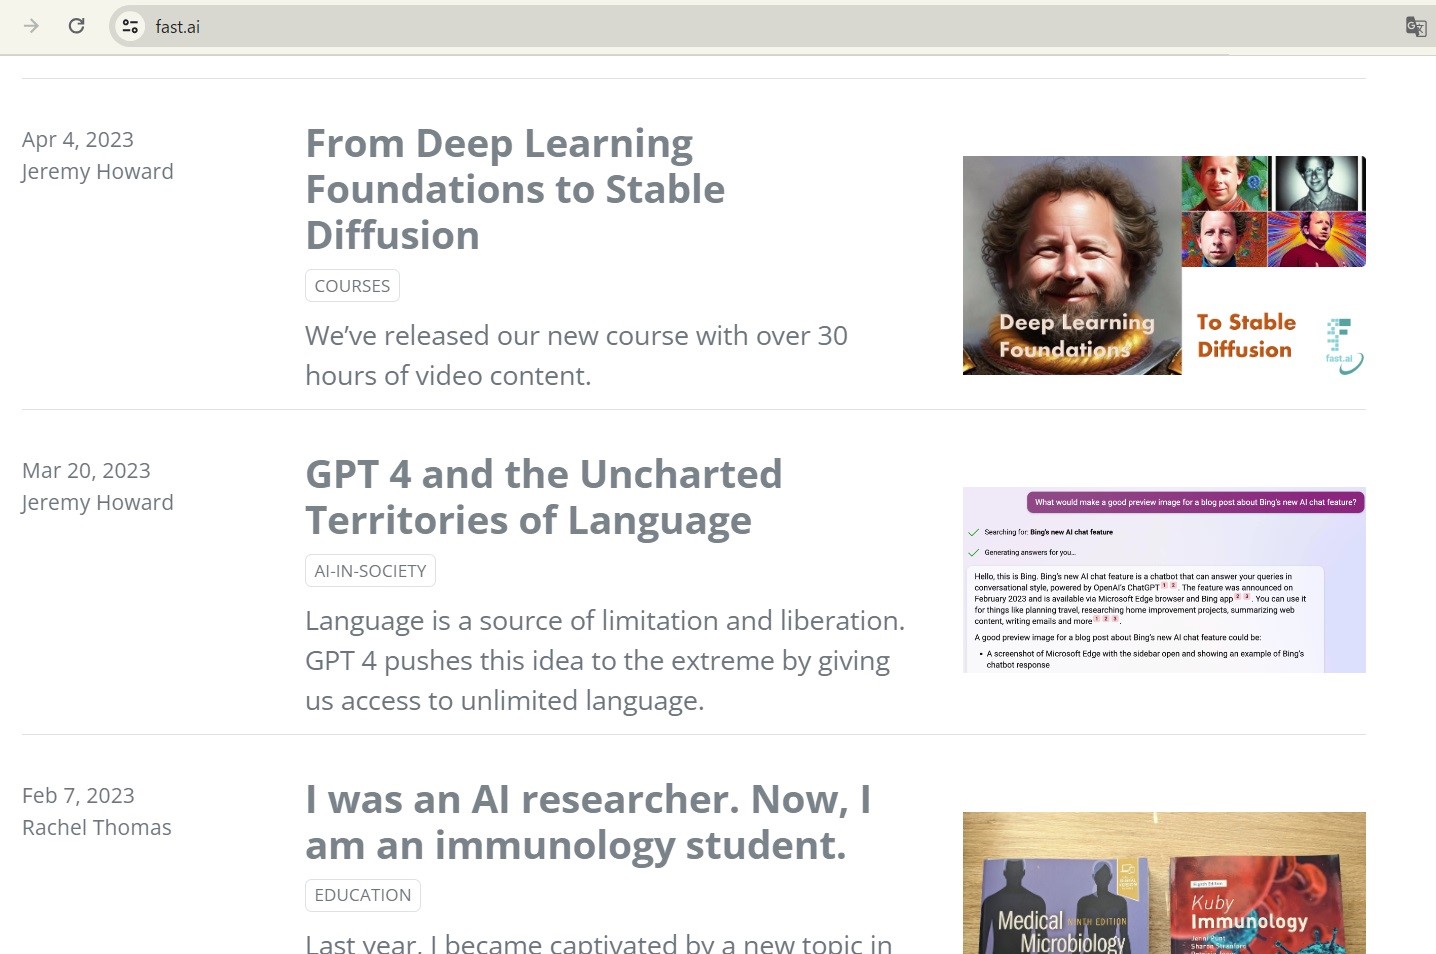 fast.ai
Apr 4, 2023
Jeremy Howard
From Deep Learning
Foundations to Stable
Diffusion
COURSES
We’ve released our new course with over 30
hours of video content.
Deep Learning
Foundations
To Stable
Diffusion
fast.ai
Mar 20, 2023
Jeremy Howard
GPT 4 and the Uncharted
Territories of Language
AI-IN-SOCIETY
Language is a source of limitation and liberation.
GPT 4 pushes this idea to the extreme by giving
us access to unlimited language.
What would make a good preview image for a blog post about Bing's new AI chat feature?
Searching for: Bing's new AI chat feature
Generating answers for you...
Hello, this is Bing. Bing's new AI chat feature is a chatbot that can answer your queries in
conversational style, powered by OpenAI's ChatGPT 1 2 . The feature was announced on
February 2023 and is available via Microsoft Edge browser and Bing app 2 3 . You can use it
for things like planning travel, researching home improvement projects, summarizing web
content, writing emails and more 1 2 3 .
A good preview image for a blog post about Bing's new AI chat feature could be:
• A screenshot of Microsoft Edge with the sidebar open and showing an example of Bing's
chatbot response
Feb 7, 2023
Rachel Thomas
I was an AI researcher. Now, I
am an immunology student.
EDUCATION
Last year, I became captivated by a new topic in
Medical
Microbiology
NINTH EDITION
Eighth Edition
Kuby
Immunology
Jenni Punt
Sharon Stranford